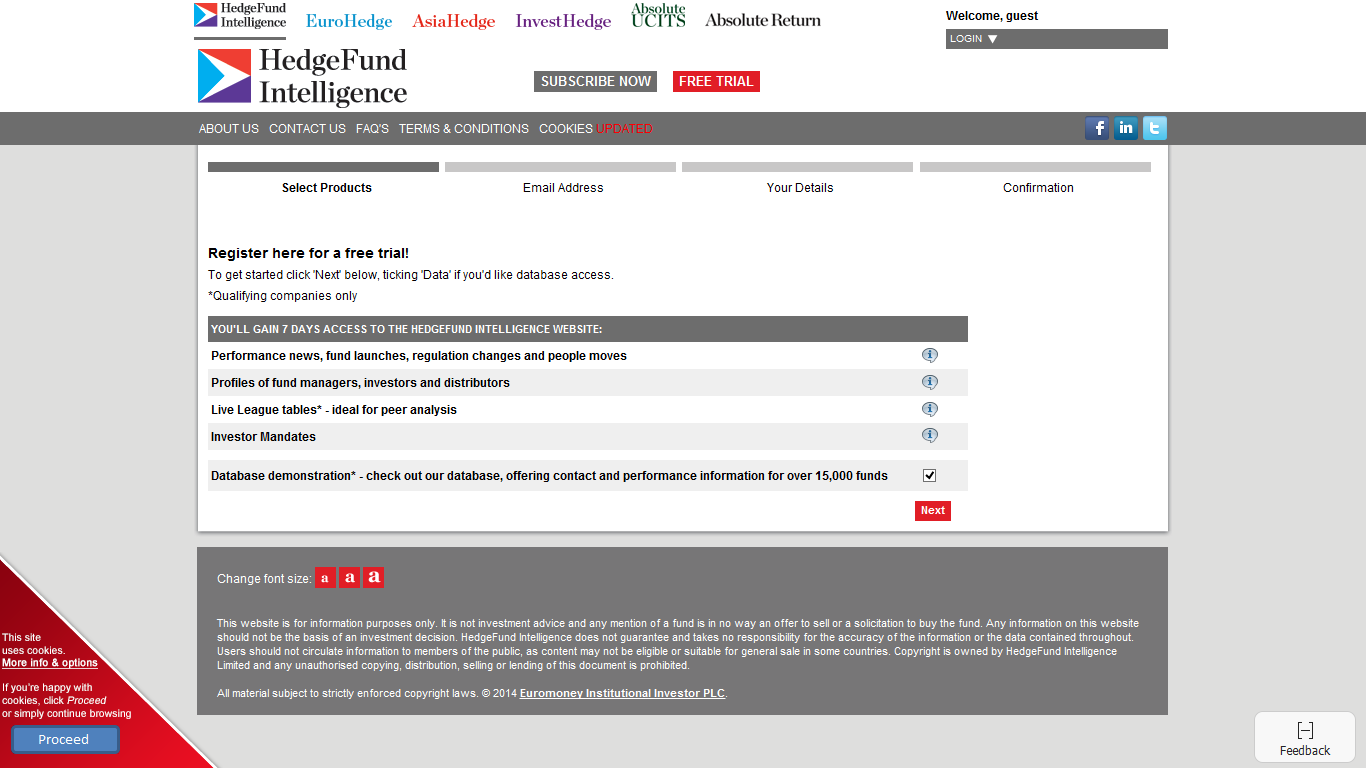 HedgeFund
Intelligence
EuroHedge
AsiaHedge
InvestHedge
Absolute
UCITS
Absolute Return
Welcome, guest
LOGIN ▼
HedgeFund
Intelligence
SUBSCRIBE NOW
FREE TRIAL
ABOUT US CONTACT US FAQ'S TERMS & CONDITIONS COOKIES UPDATED
f in t
Select Products
Email Address
Your Details
Confirmation
Register here for a free trial!
To get started click 'Next' below, ticking 'Data' if you'd like database access.
*Qualifying companies only
YOU'LL GAIN 7 DAYS ACCESS TO THE HEDGEFUND INTELLIGENCE WEBSITE:
Performance news, fund launches, regulation changes and people moves
Profiles of fund managers, investors and distributors
Live League tables* - ideal for peer analysis
Investor Mandates
Database demonstration* - check out our database, offering contact and performance information for over 15,000 funds
Next
Change font size: a a a
This website is for information purposes only. It is not investment advice and any mention of a fund is in no way an offer to sell or a solicitation to buy the fund. Any information on this website
should not be the basis of an investment decision. HedgeFund Intelligence does not guarantee and takes no responsibility for the accuracy of the information or the data contained throughout.
Users should not circulate information to members of the public, as content may not be eligible or suitable for general sale in some countries. Copyright is owned by HedgeFund Intelligence
Limited and any unauthorised copying, distribution, selling or lending of this document is prohibited.
All material subject to strictly enforced copyright laws. © 2014 Euromoney Institutional Investor PLC.
This site
uses cookies.
More info & options
If you're happy with
cookies, click Proceed
or simply continue browsing
Proceed
[-]
Feedback